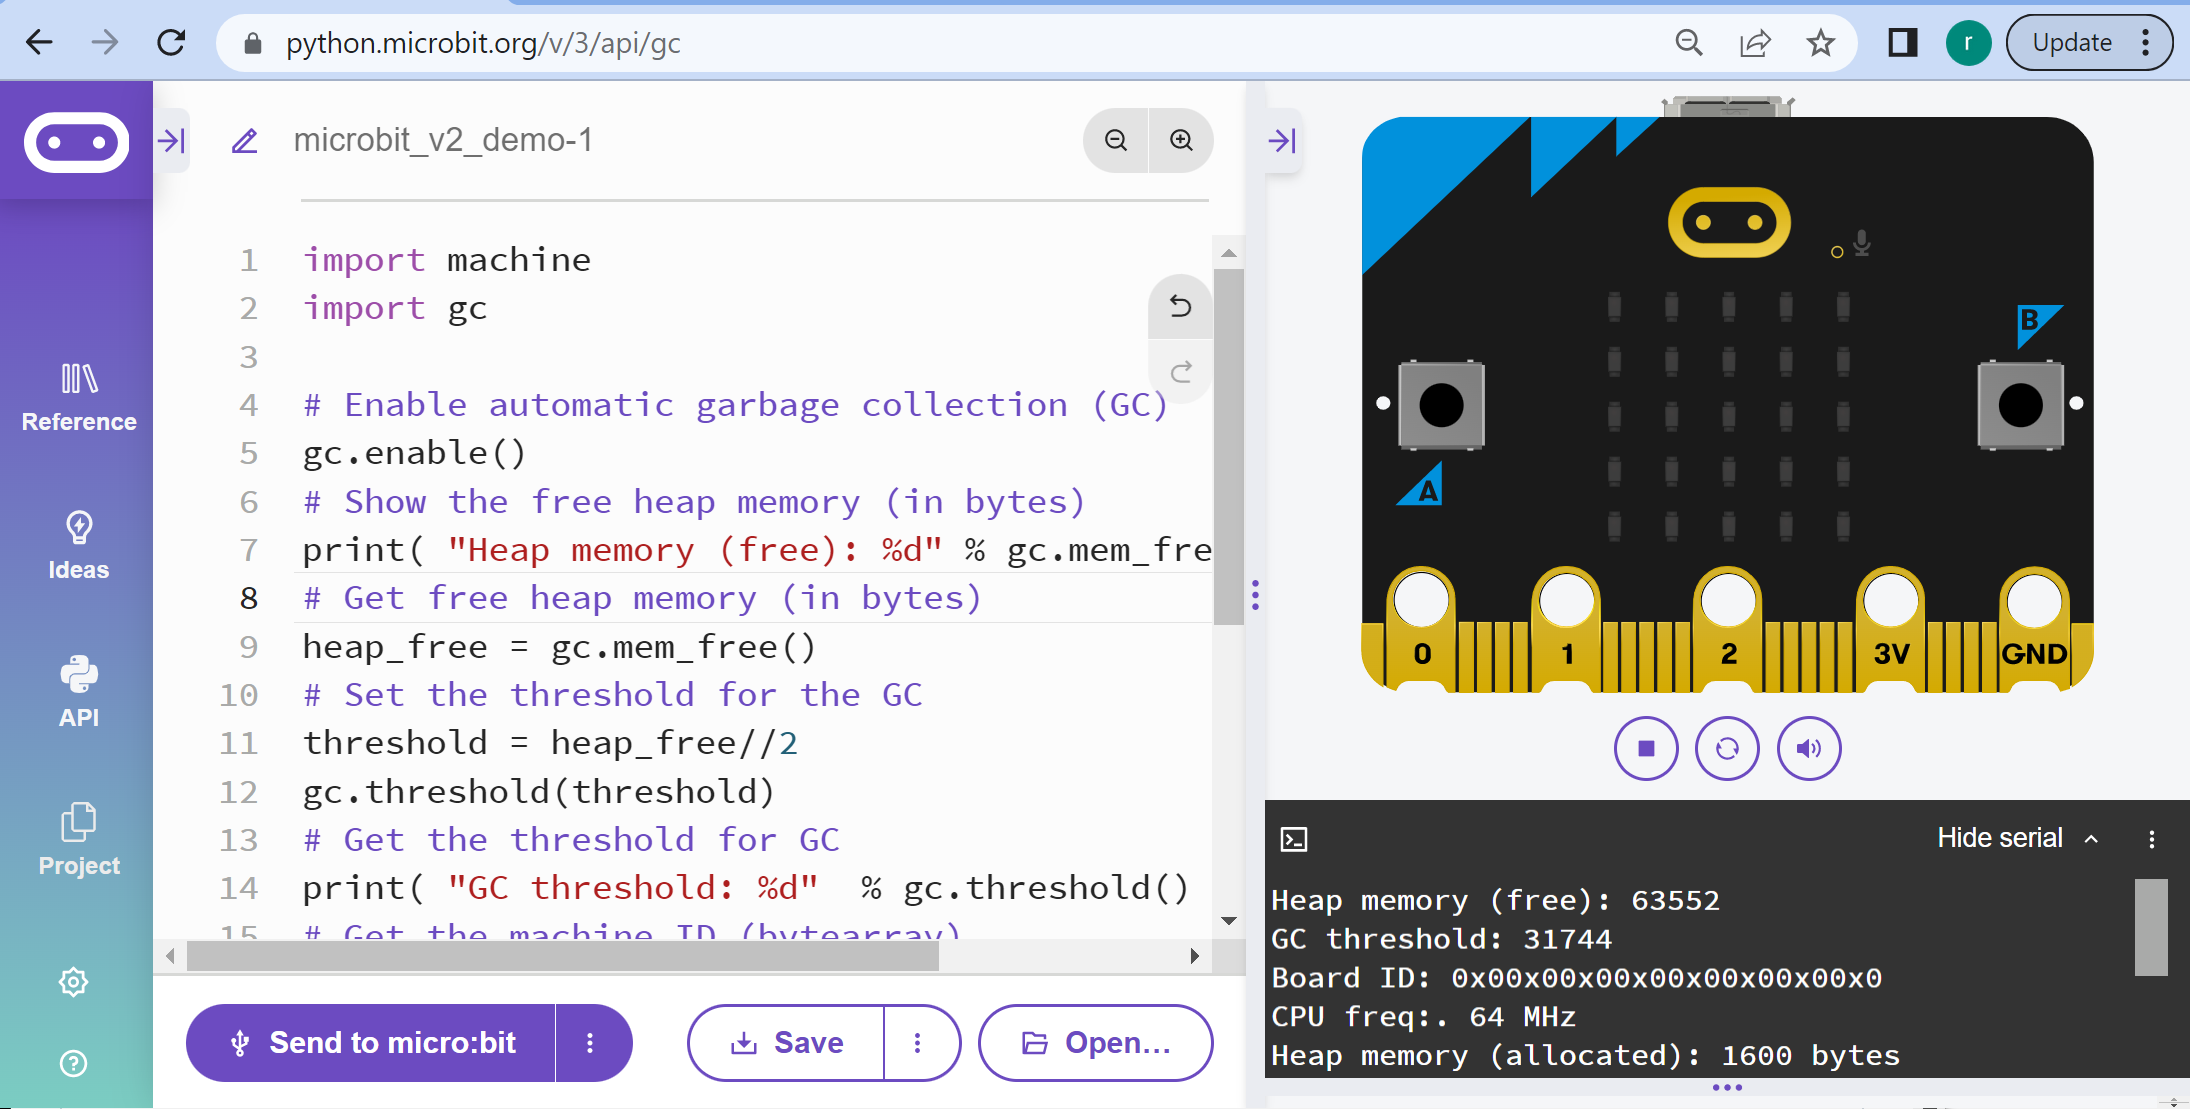 python.microbit.org/v/3/api/gc
r
Update
microbit_v2_demo-1
Reference
Ideas
API
Project
1 import machine
2 import gc
3
4 # Enable automatic garbage collection (GC)
5 gc.enable()
6 # Show the free heap memory (in bytes)
7 print( "Heap memory (free): %d" % gc.mem_fre
8 # Get free heap memory (in bytes)
9 heap_free = gc.mem_free()
10 # Set the threshold for the GC
11 threshold = heap_free//2
12 gc.threshold(threshold)
13 # Get the threshold for GC
14 print( "GC threshold: %d"  % gc.threshold()
15 # Get the machine ID (bytearray)
Send to micro:bit
Save
Open...
B
A
0 1 2 3V GND
Hide serial
Heap memory (free): 63552
GC threshold: 31744
Board ID: 0x00x00x00x00x00x00x00x0
CPU freq:. 64 MHz
Heap memory (allocated): 1600 bytes